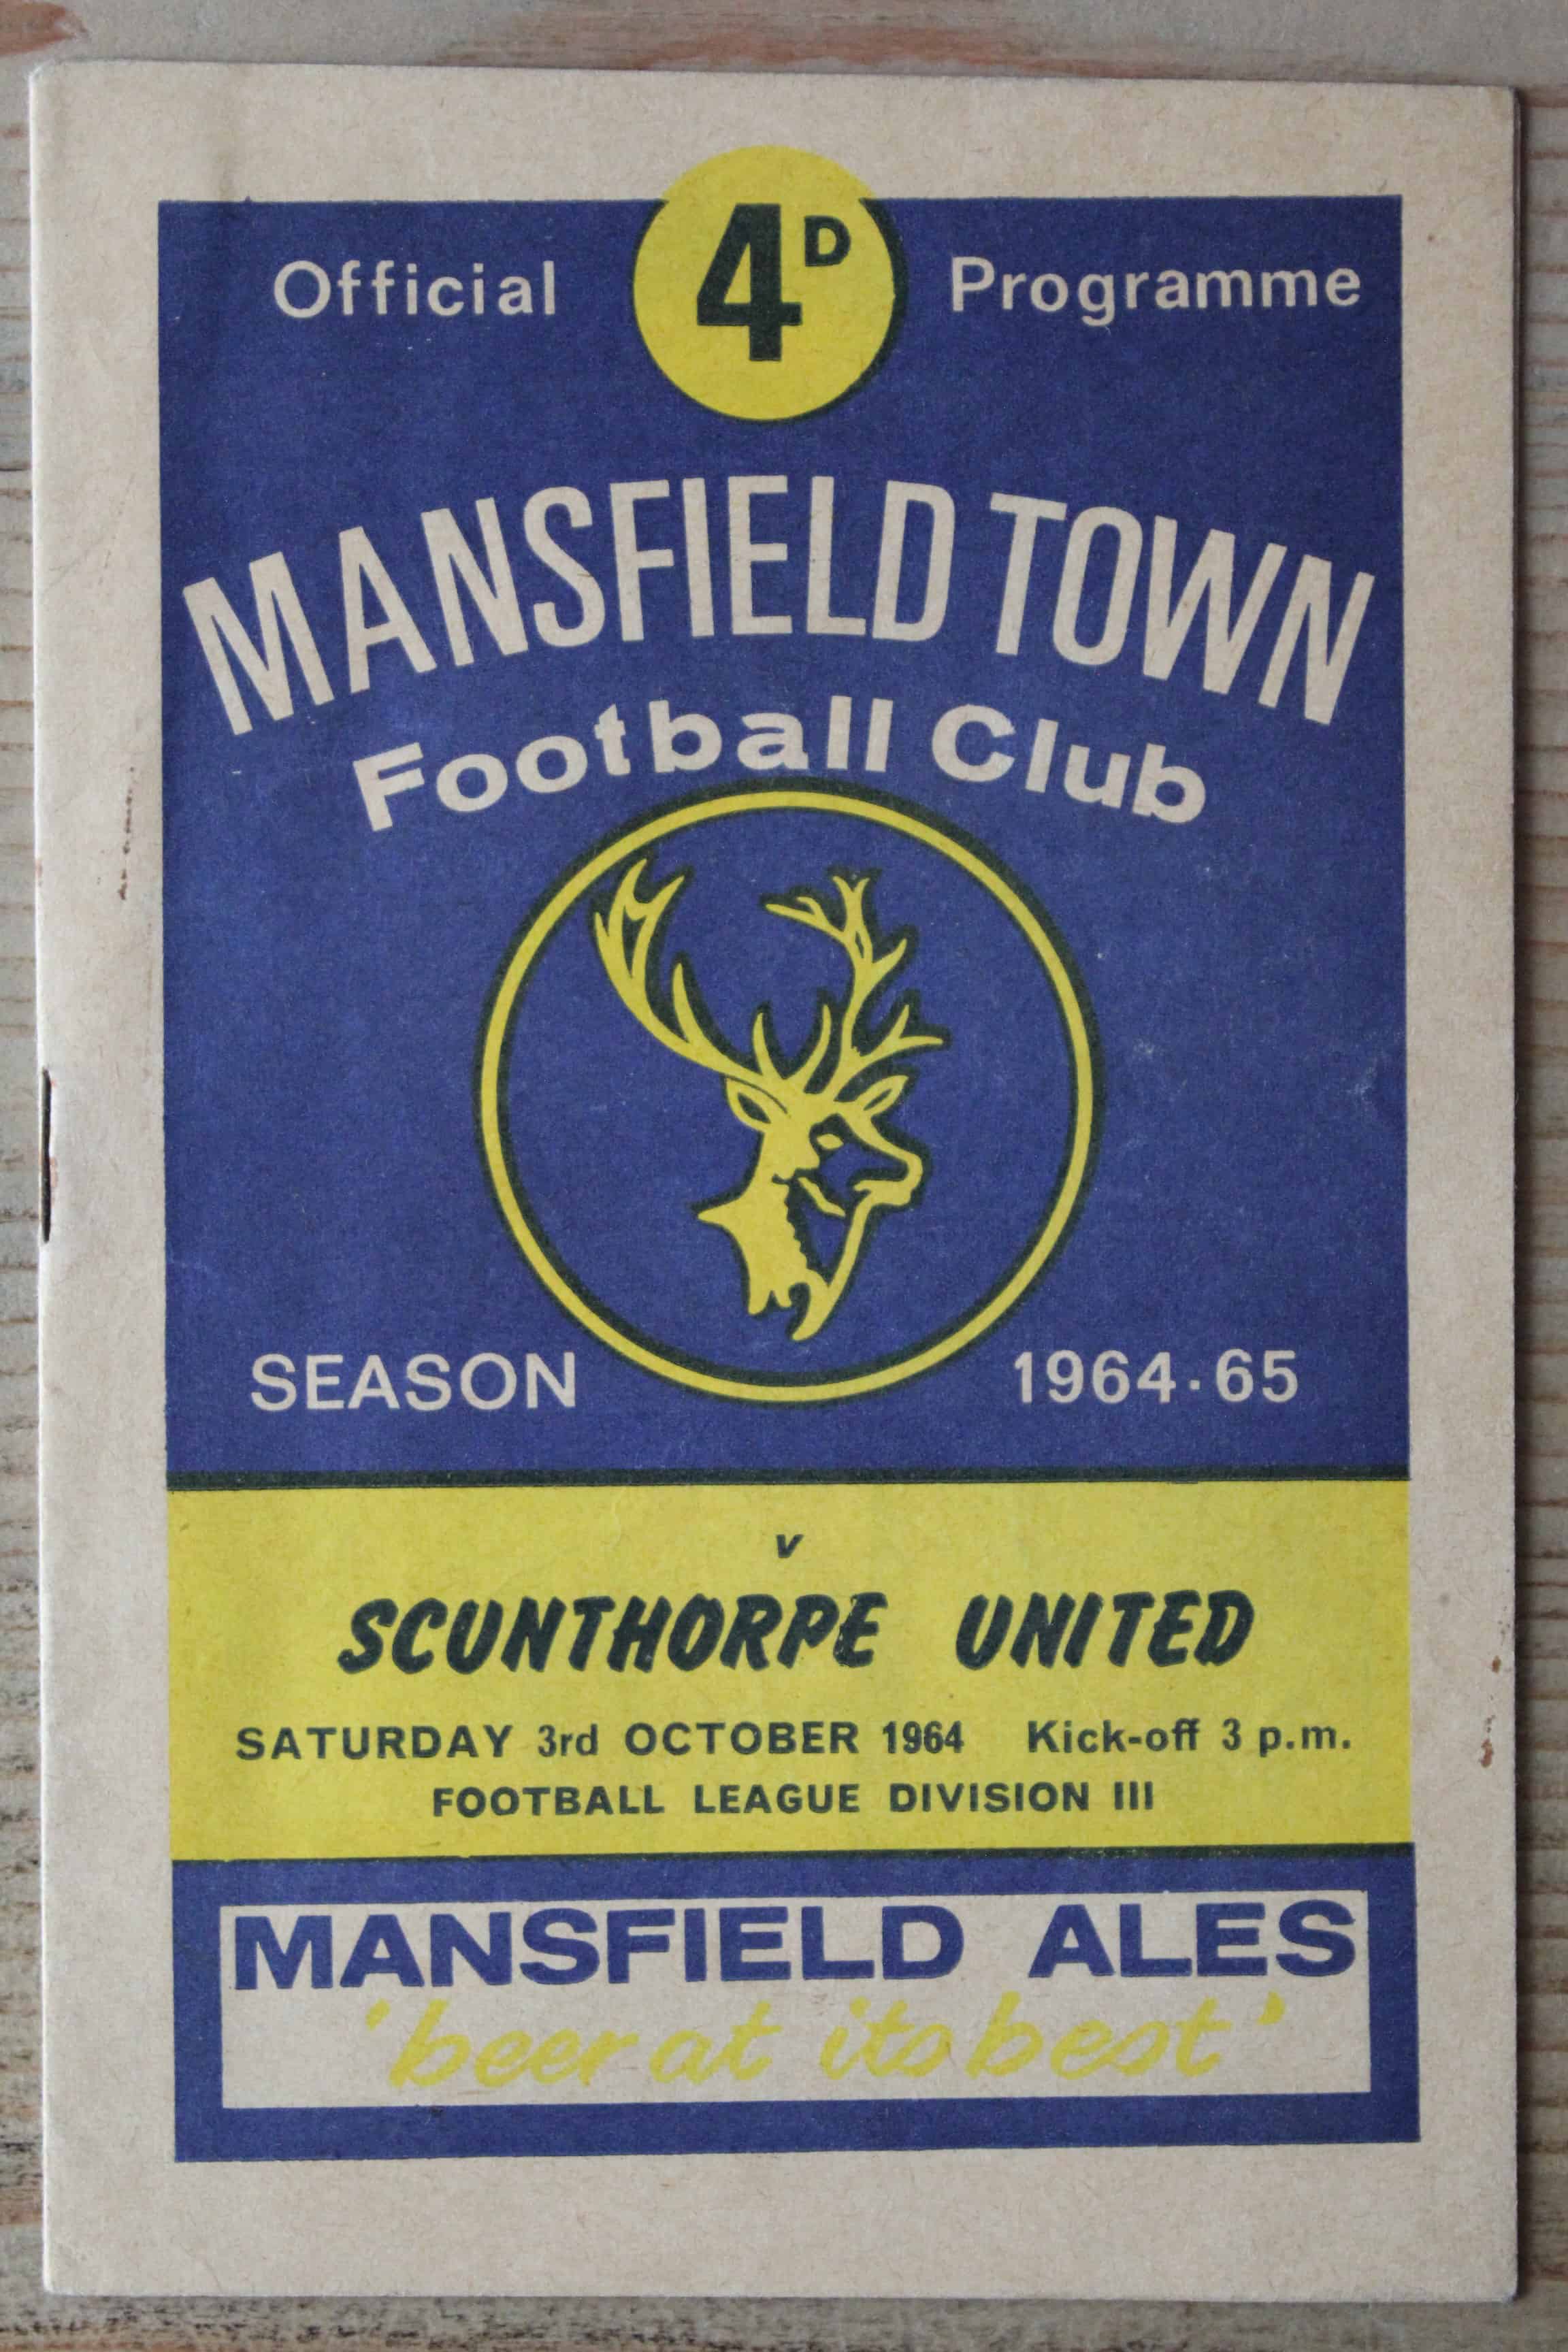 4D
Official Programme
MANSFIELD TOWN
Football Club
SEASON 1964·65
v
SCUNTHORPE UNITED
SATURDAY 3rd OCTOBER 1964 Kick-off 3 p.m.
FOOTBALL LEAGUE DIVISION III
MANSFIELD ALES
'beer at its best'